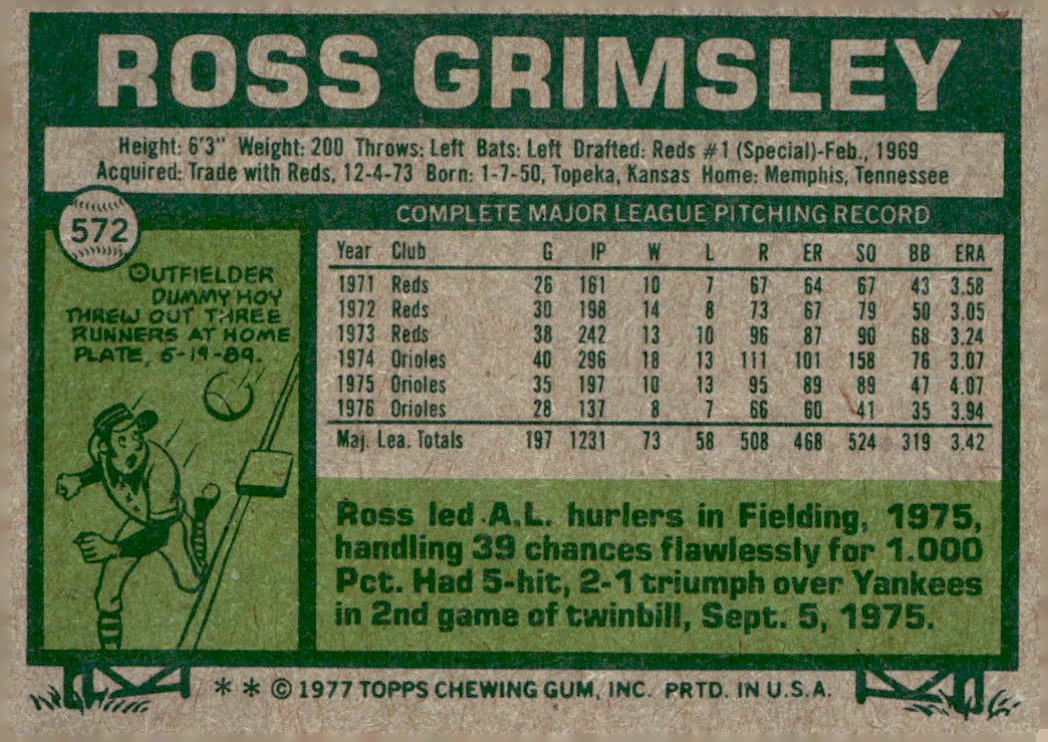 ROSS GRIMSLEY
Height: 6'3" Weight: 200 Throws: Left Bats: Left Drafted: Reds #1 (Special)-Feb., 1969
Acquired: Trade with Reds, 12-4-73 Born: 1-7-50, Topeka, Kansas Home: Memphis, Tennessee
572
OUTFIELDER
DUMMY HOY
THREW OUT THREE
RUNNERS AT HOME
PLATE, 6-19-89.
COMPLETE MAJOR LEAGUE PITCHING RECORD
Year Club G IP W L R ER SO BB ERA
1971 Reds 26 161 10 7 67 64 67 43 3.58
1972 Reds 30 198 14 8 73 67 79 50 3.05
1973 Reds 38 242 13 10 96 87 90 68 3.24
1974 Orioles 40 296 18 13 111 101 158 76 3.07
1975 Orioles 35 197 10 13 95 89 89 47 4.07
1976 Orioles 28 137 8 7 66 60 41 35 3.94
Maj. Lea. Totals 197 1231 73 58 508 468 524 319 3.42
Ross led A.L. hurlers in Fielding, 1975,
handling 39 chances flawlessly for 1.000
Pct. Had 5-hit, 2-1 triumph over Yankees
in 2nd game of twinbill, Sept. 5, 1975.
* * © 1977 TOPPS CHEWING GUM, INC. PRTD. IN U.S.A.